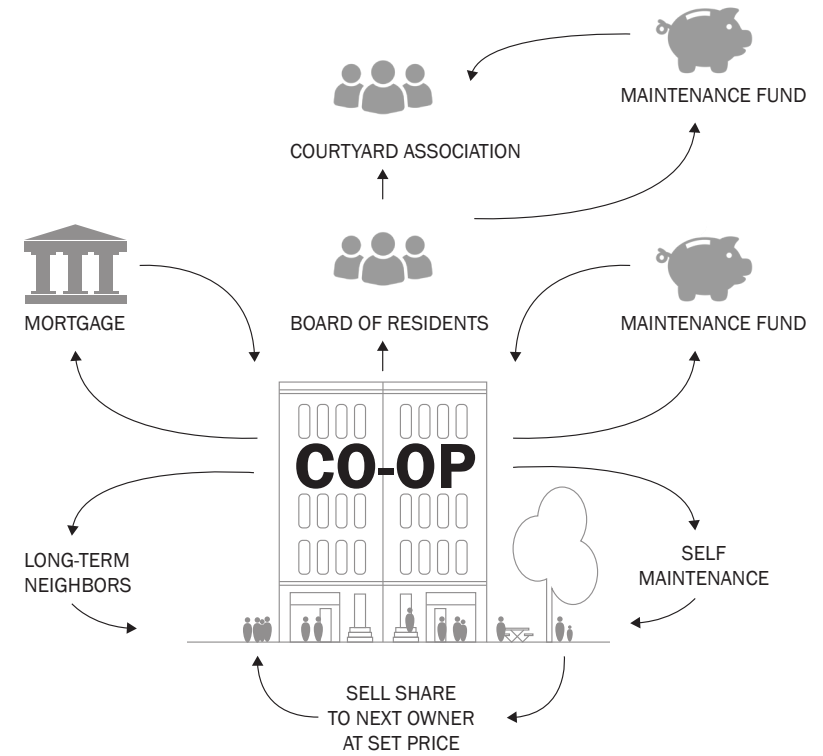 MAINTENANCE FUND
COURTYARD ASSOCIATION
MORTGAGE
BOARD OF RESIDENTS
MAINTENANCE FUND
CO-OP
LONG-TERM
NEIGHBORS
SELF
MAINTENANCE
SELL SHARE
TO NEXT OWNER
AT SET PRICE